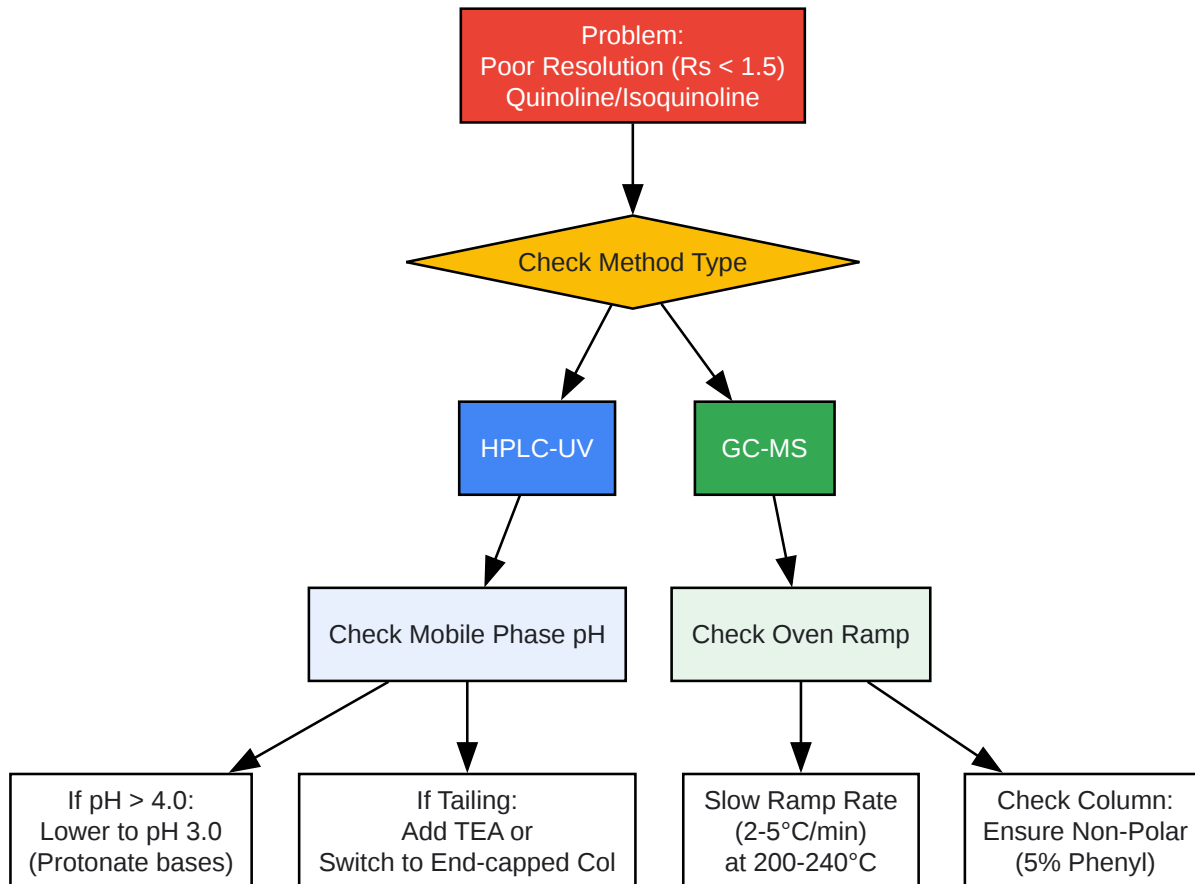 Problem:
Poor Resolution (Rs < 1.5)
Quinoline/Isoquinoline
Check Method Type
HPLC-UV
GC-MS
Check Mobile Phase pH
Check Oven Ramp
If pH > 4.0:
Lower to pH 3.0
(Protonate bases)
If Tailing:
Add TEA or
Switch to End-capped Col
Slow Ramp Rate
(2-5°C/min)
at 200-240°C
Check Column:
Ensure Non-Polar
(5% Phenyl)